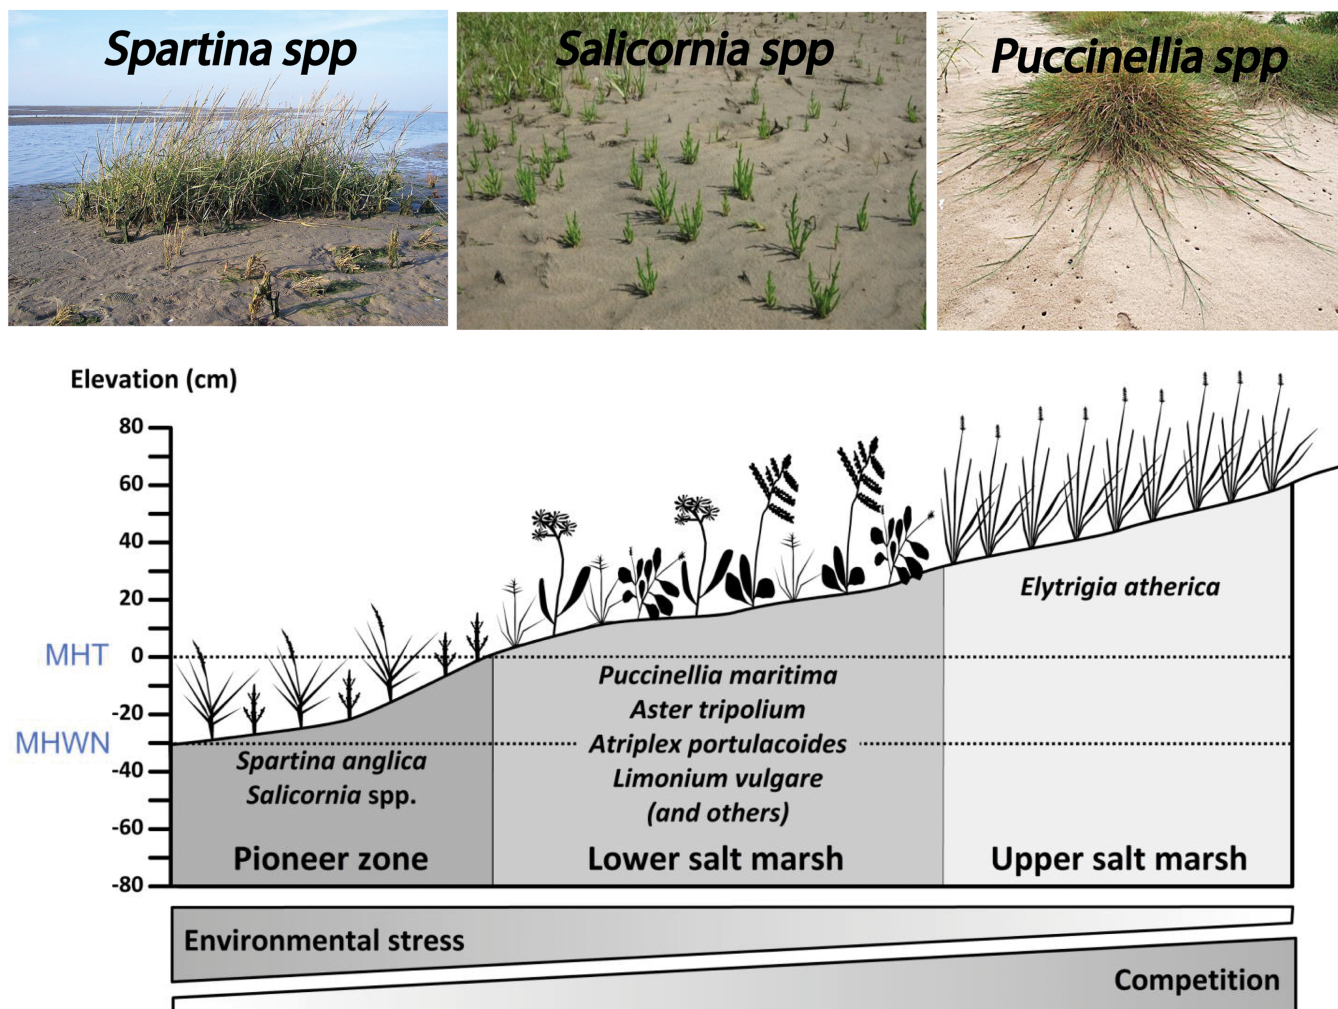 Spartina spp
Salicornia spp
Puccinellia spp
Elevation (cm)
80
60
40
20
MHT 0
-20
MHWN
-40
-60
-80
Spartina anglica
Salicornia spp.
Pioneer zone
Puccinellia maritima
Aster tripolium
Atriplex portulacoides
Limonium vulgare
(and others)
Lower salt marsh
Elytrigia atherica
Upper salt marsh
Environmental stress
Competition